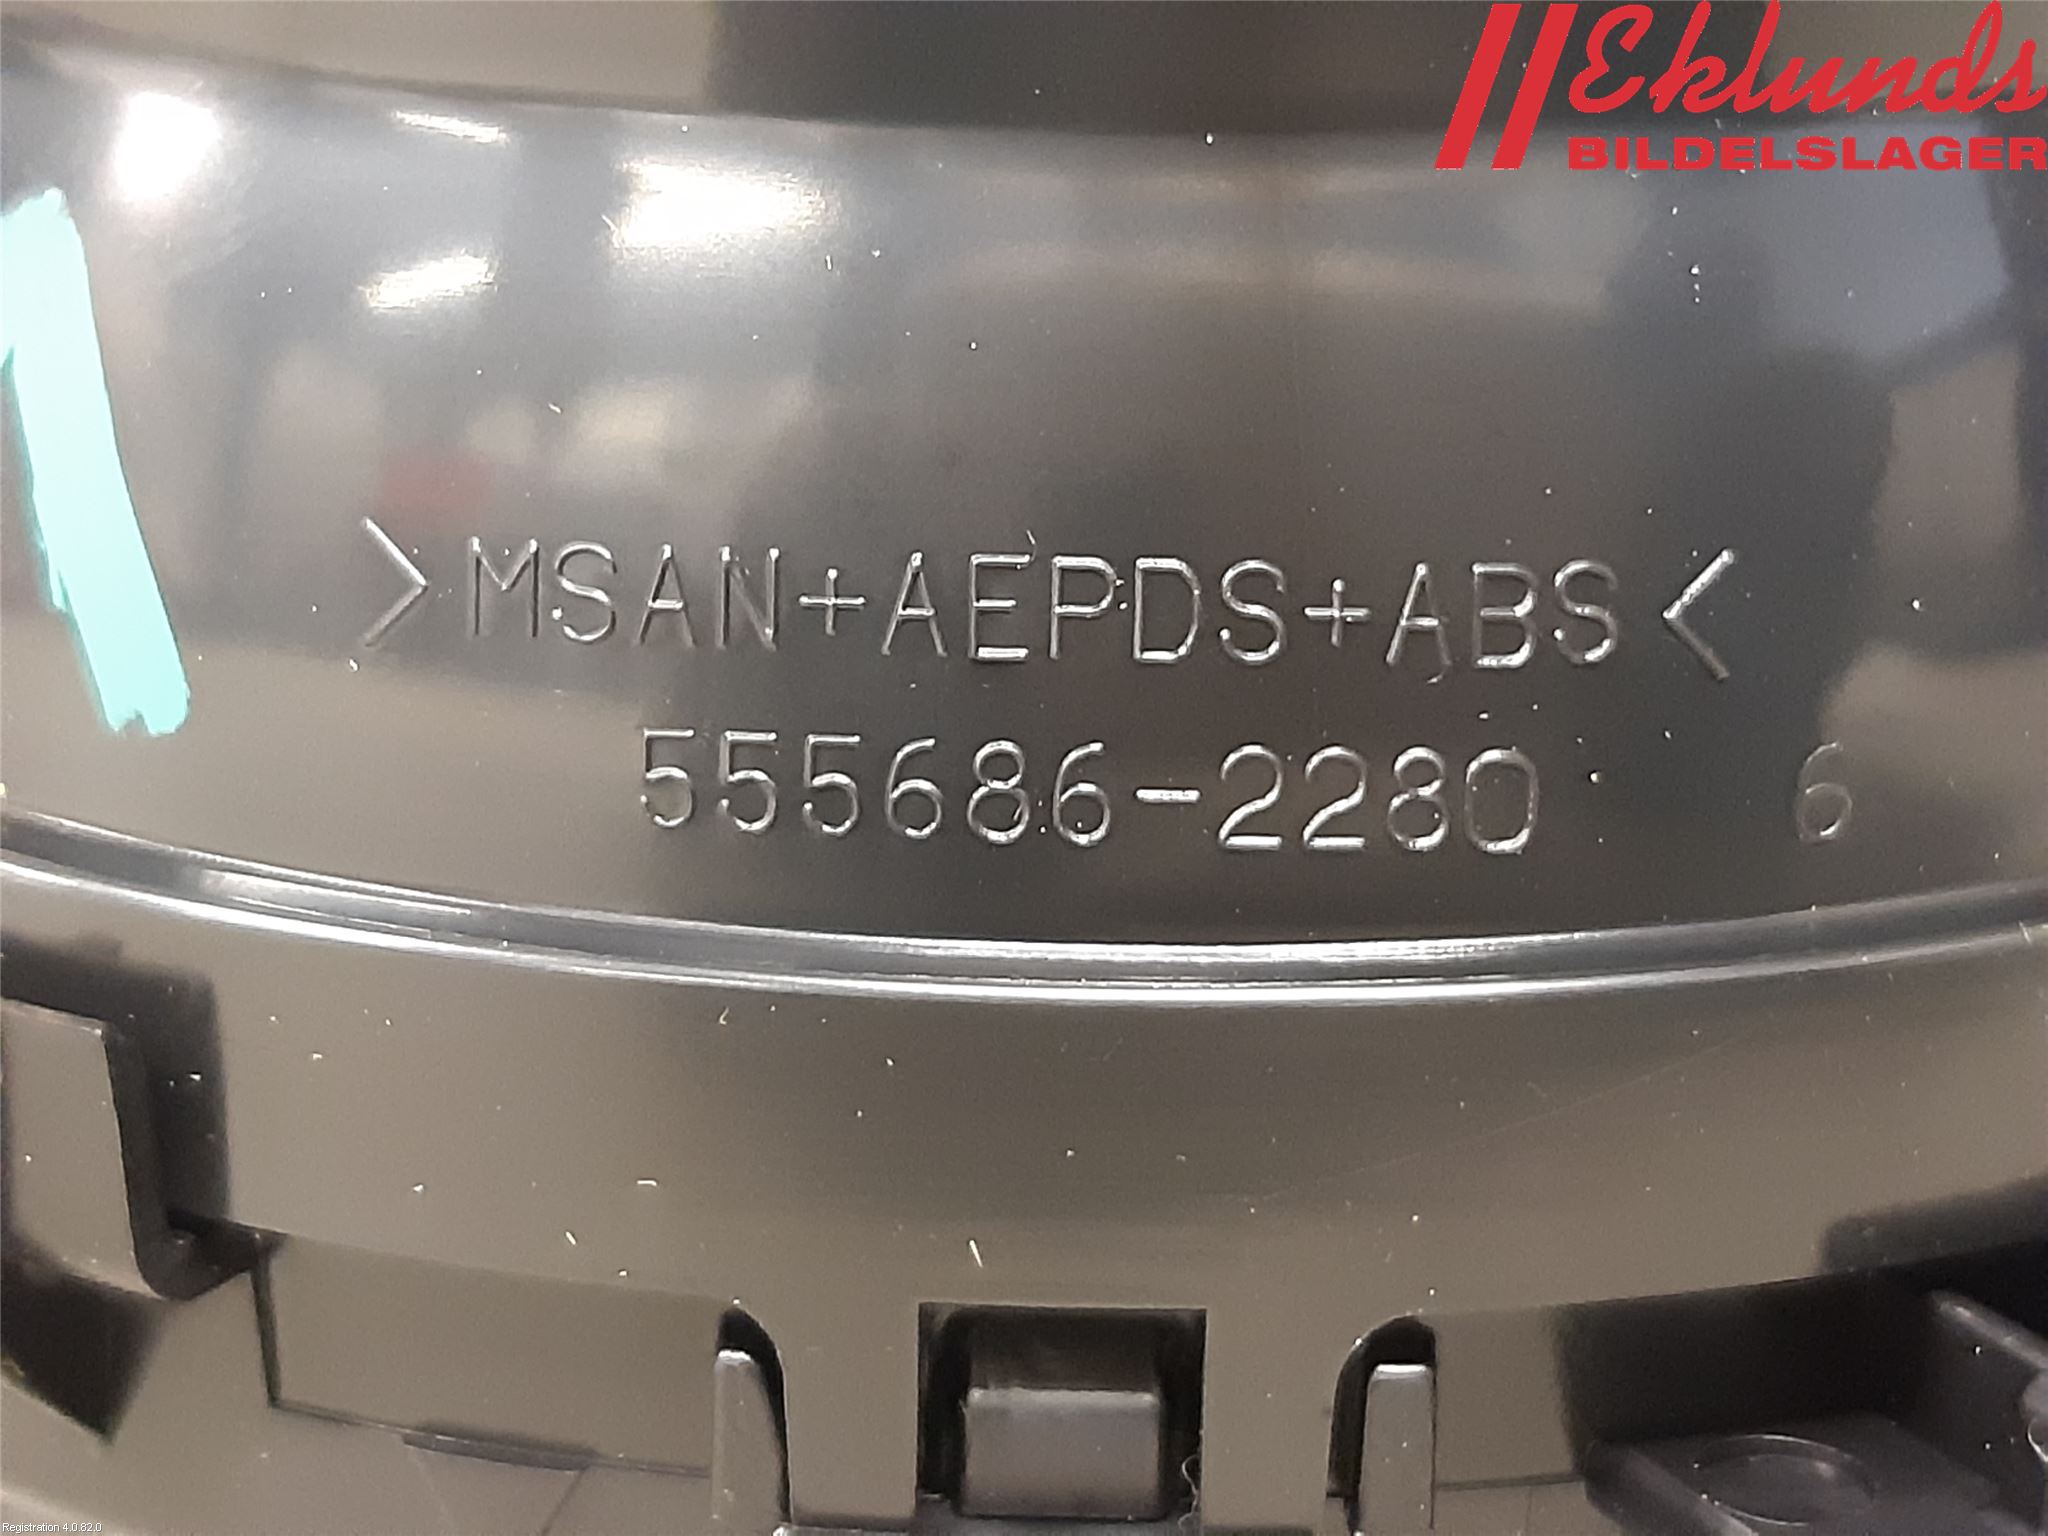 Eklunds
BILDELSLAGER
>MSAN+AEPDS+ABS<
555686-2280 6
Registration 4.0.82.0